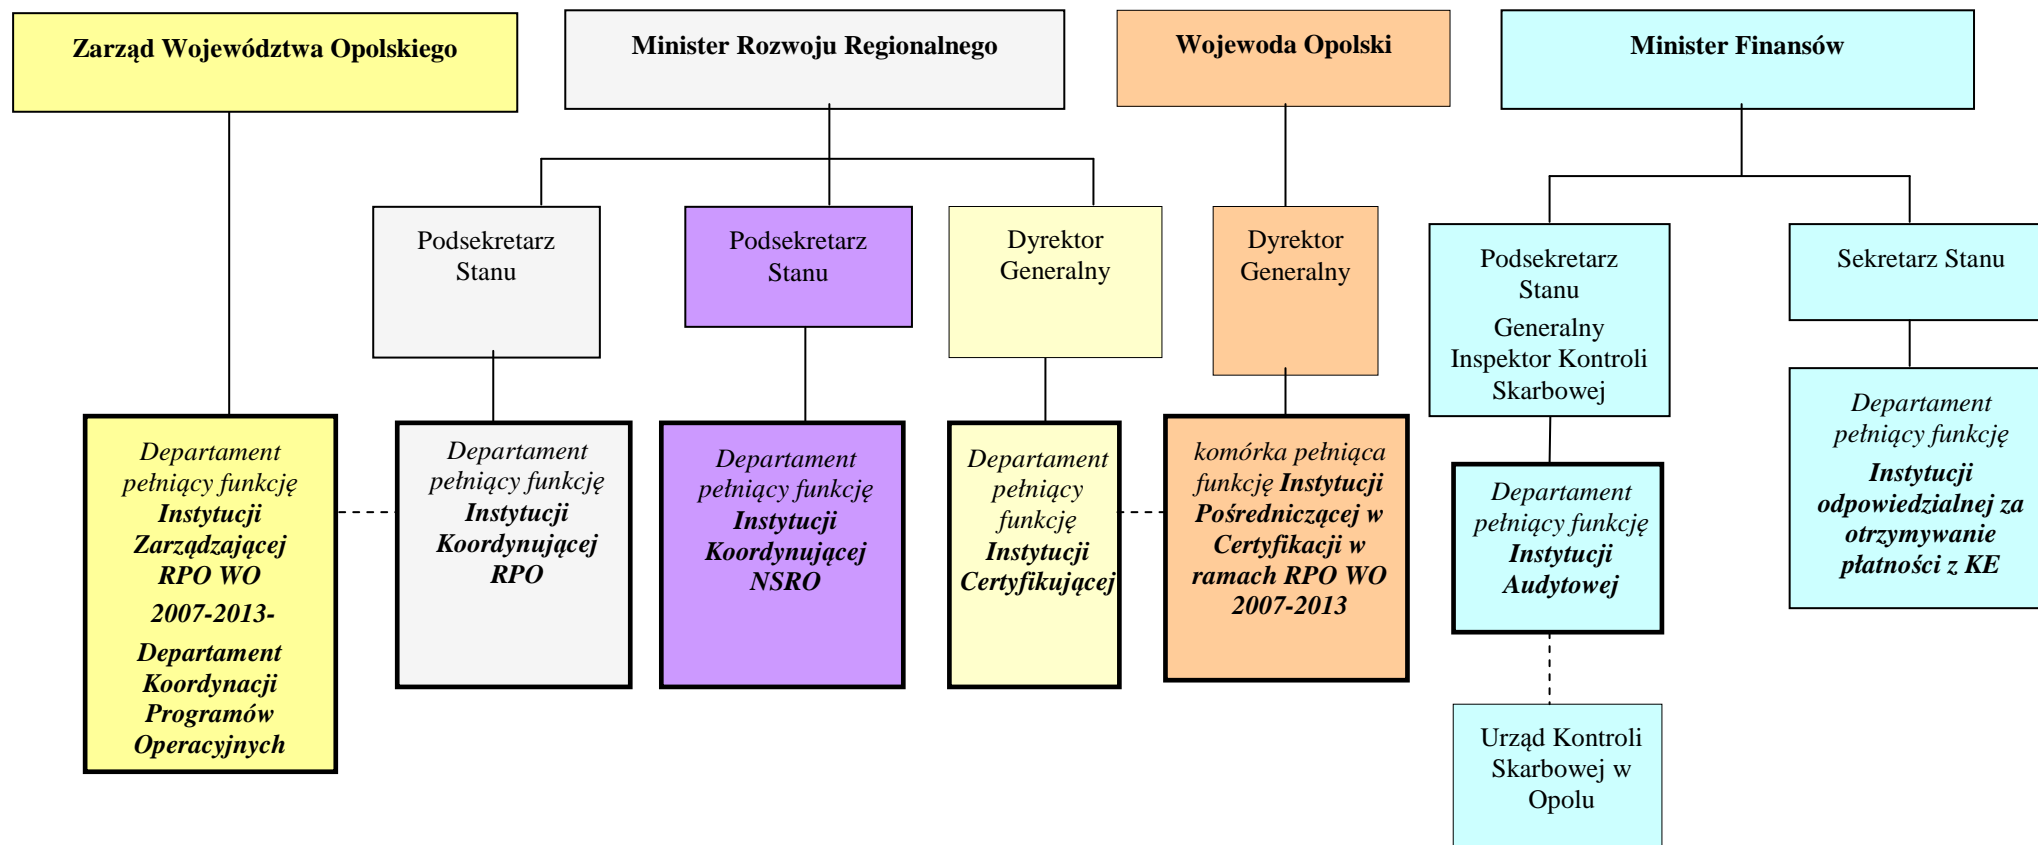 Zarząd Województwa Opolskiego
Minister Rozwoju Regionalnego
Wojewoda Opolski
Minister Finansów
Podsekretarz
Stanu
Podsekretarz
Stanu
Dyrektor
Generalny
Dyrektor
Generalny
Podsekretarz
Stanu
Generalny
Inspektor Kontroli
Skarbowej
Sekretarz Stanu
Departament
pełniący funkcję
Instytucji
Zarządzającej
RPO WO
2007-2013-
Departament
Koordynacji
Programów
Operacyjnych
Departament
pełniący funkcję
Instytucji
Koordynującej
RPO
Departament
pełniący funkcję
Instytucji
Koordynującej
NSRO
Departament
pełniący
funkcję
Instytucji
Certyfikującej
komórka pełniąca
funkcję Instytucji
Pośredniczącej w
Certyfikacji w
ramach RPO WO
2007-2013
Departament
pełniący funkcję
Instytucji
Audytowej
Departament
pełniący funkcję
Instytucji
odpowiedzialnej za
otrzymywanie
płatności z KE
Urząd Kontroli
Skarbowej w
Opolu